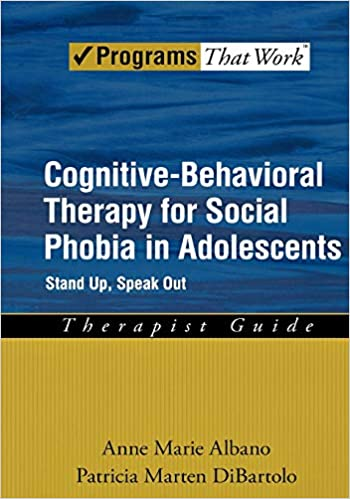 ✓Programs That Work™
Cognitive-Behavioral
Therapy for Social
Phobia in Adolescents
Stand Up, Speak Out
Therapist Guide
Anne Marie Albano
Patricia Marten DiBartolo